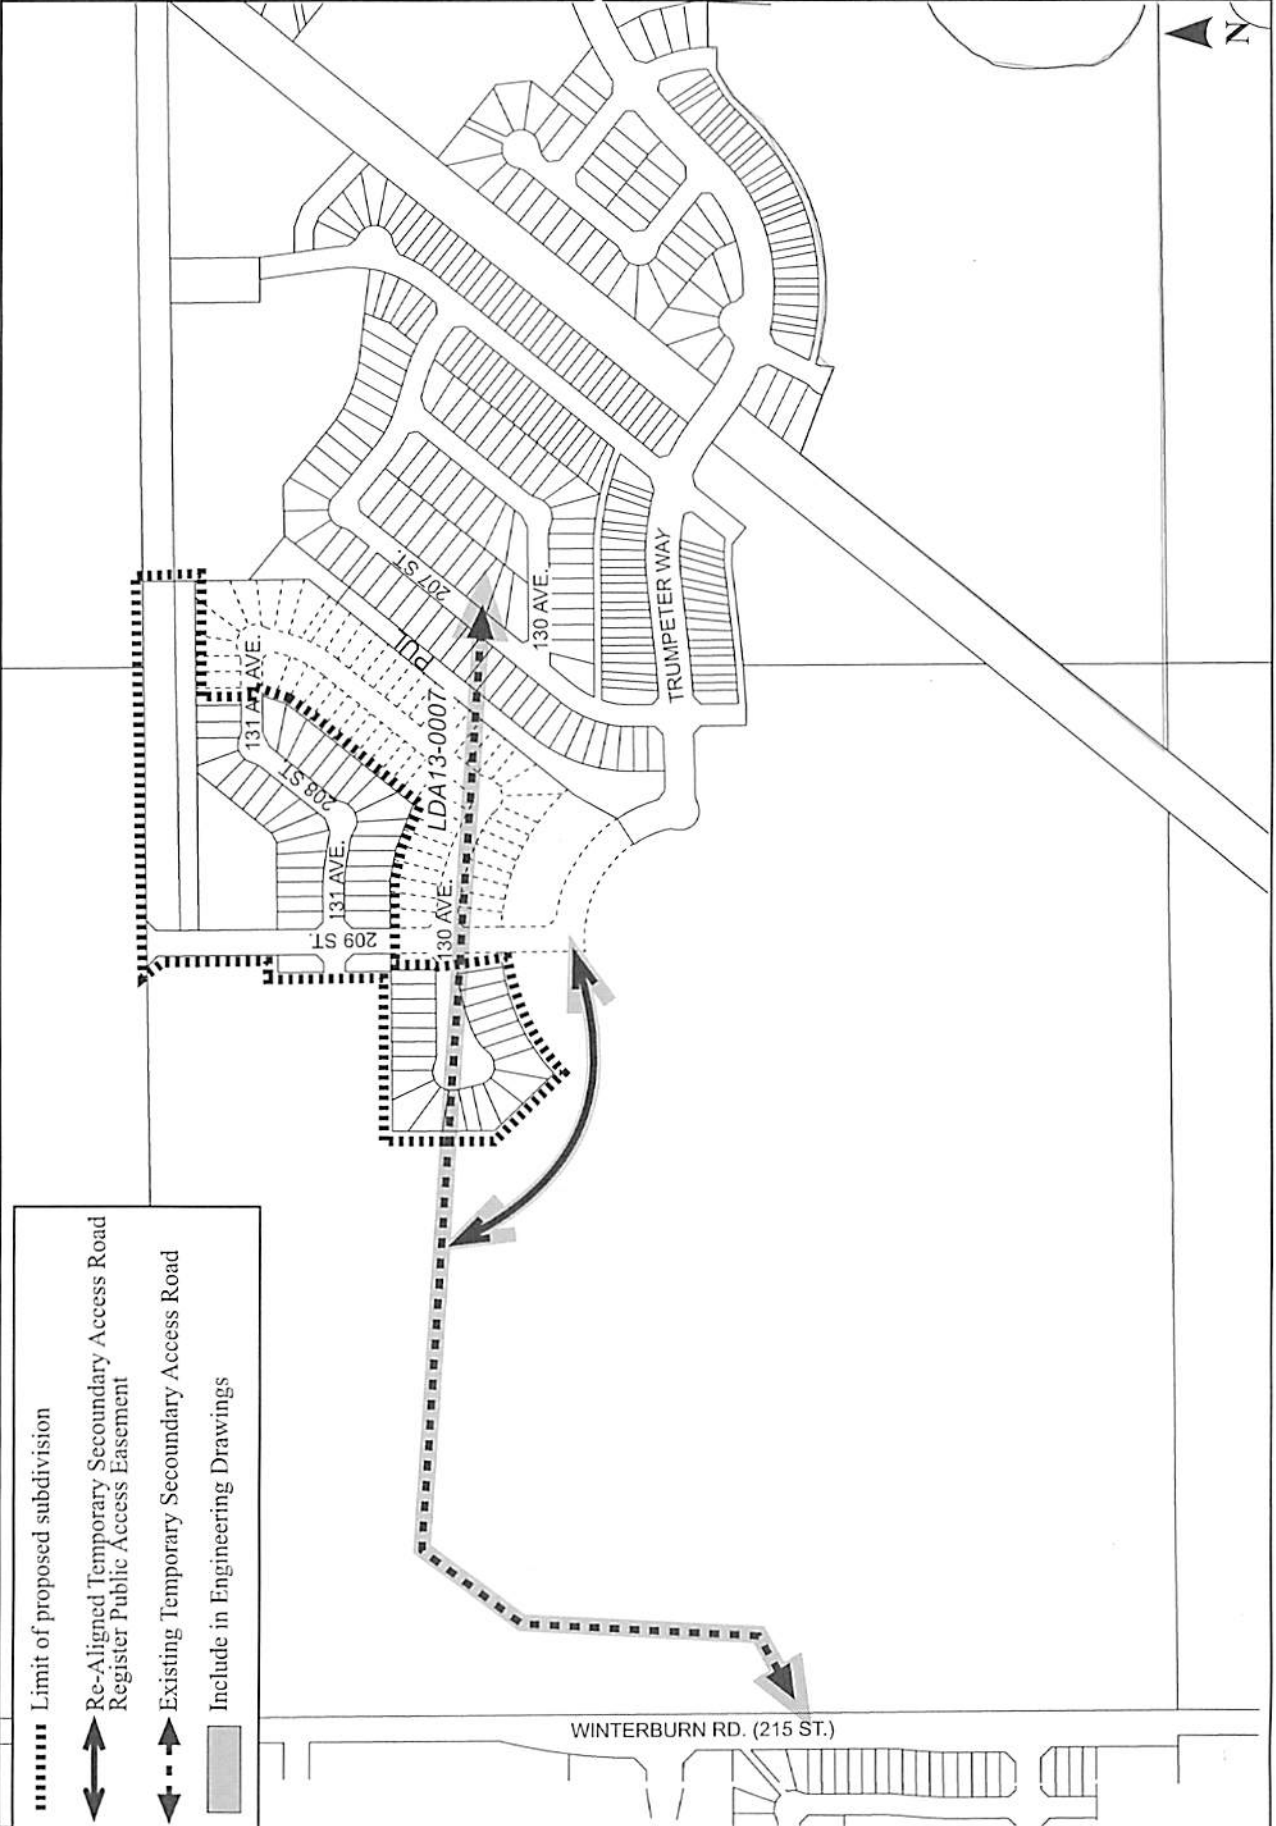 Limit of proposed subdivision
Re-Aligned Temporary Secoundary Access Road
Register Public Access Easement
Existing Temporary Secoundary Access Road
Include in Engineering Drawings
N
131 AVE.
208 ST.
131 AVE.
209 ST.
130 AVE.
LDA13-0007
PUL
207 ST.
130 AVE.
TRUMPETER WAY
WINTERBURN RD. (215 ST.)